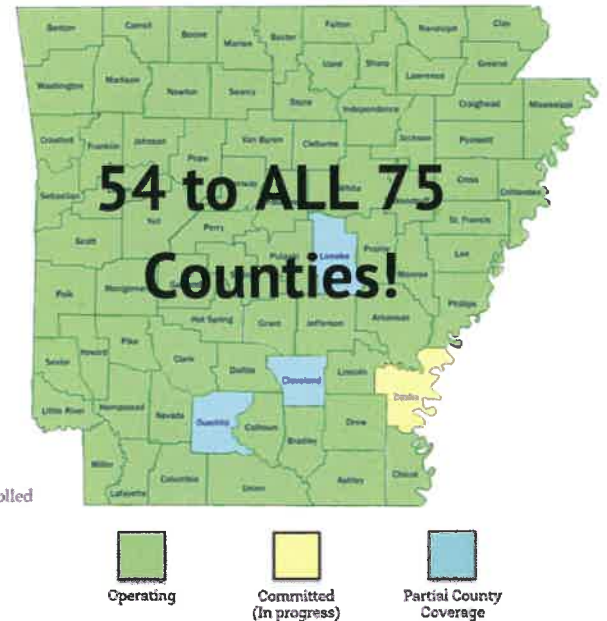 Benton Carroll Boone Marion Baxter Fulton Randolph Clay
Washington Madison Newton Searcy Stone Izard Sharp Lawrence Greene
Independence Craighead Mississippi
Crawford Franklin Johnson Pope Van Buren Cleburne Jackson Poinsett
54 to ALL 75
Counties!
Sebastian White Cross Crittenden
Scott Yell Perry St. Francis
Pulaski Lonoke Prairie Monroe Lee
Polk Hot Spring Grant Jefferson Arkansas Phillips
Sevier Howard Pike Clark Dallas Cleveland Lincoln Desha
Little River Hempstead Nevada Ouachita Calhoun Bradley Drew
Miller Lafayette Columbia Union Ashley Chicot
olled
Operating
Committed
(In progress)
Partial County
Coverage